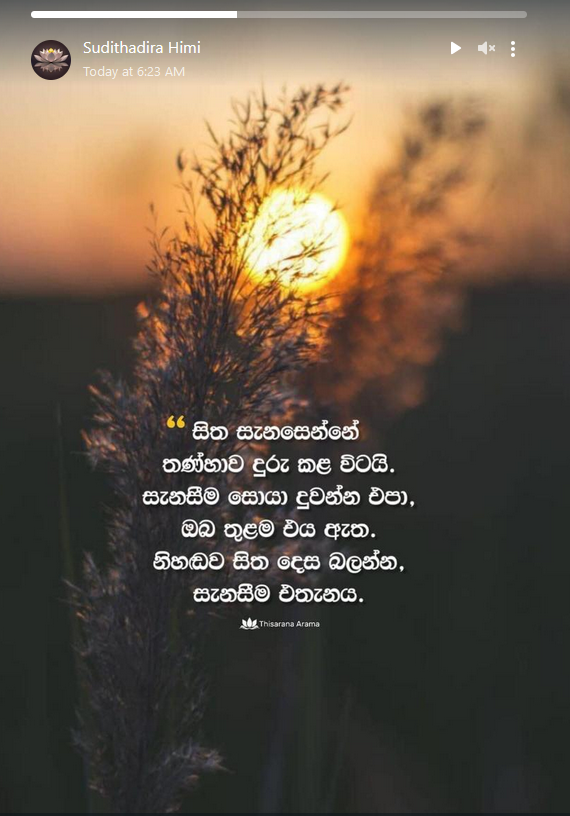 Sudithadira Himi
Today at 6:23 AM
“ සිත සැනසෙන්නේ
තණ්හාව දුරු කළ විටයි.
සැනසීම සොයා දුවන්න එපා,
ඔබ තුළම එය ඇත.
නිහඬව සිත දෙස බලන්න,
සැනසීම එතැනය.
Thisarana Arama